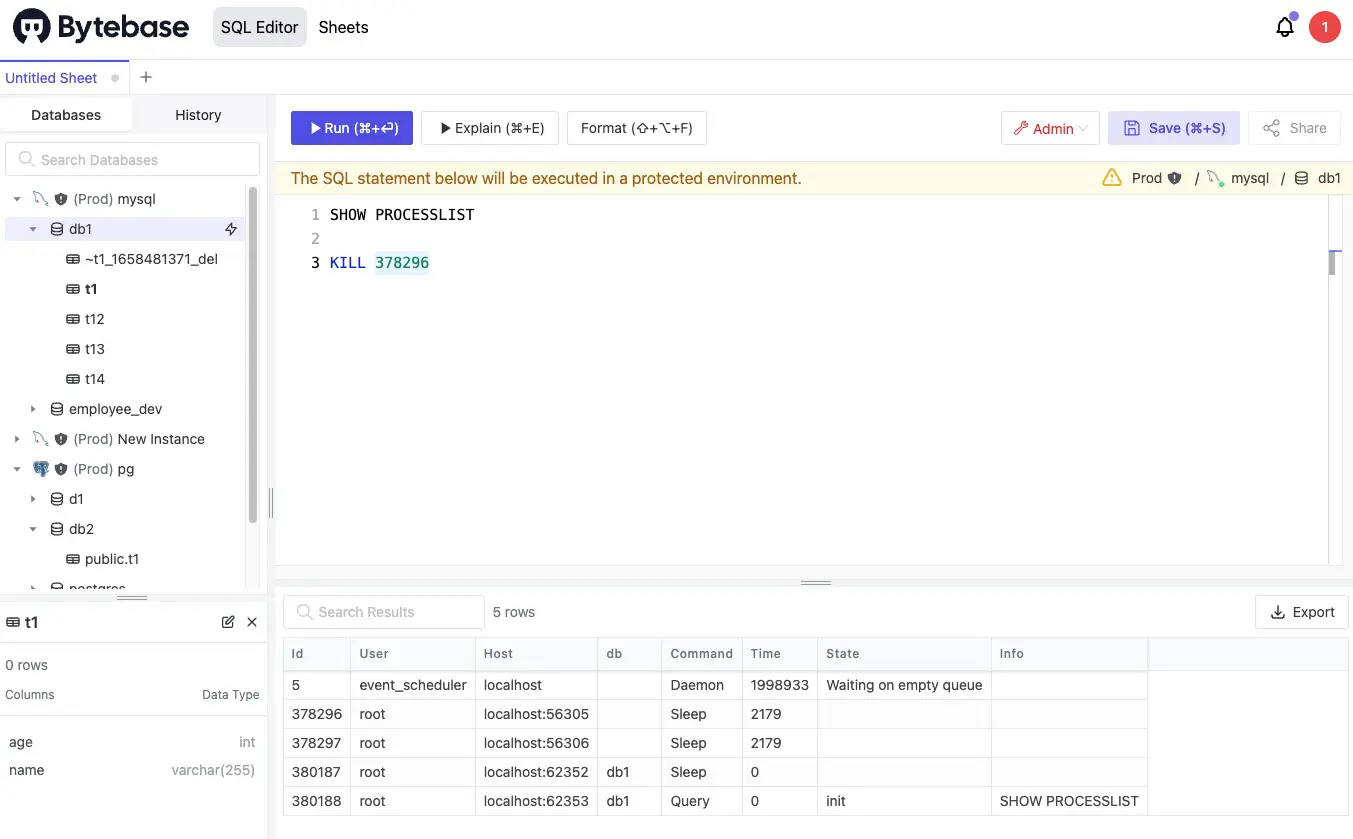 Bytebase SQL Editor Sheets 1
Untitled Sheet +
Databases History
Run (⌘+↵) Explain (⌘+E) Format (⇧+⌥+F) Admin Save (⌘+S) Share
Search Databases
The SQL statement below will be executed in a protected environment. Prod / mysql / db1
(Prod) mysql
db1
~t1_1658481371_del
t1
t12
t13
t14
employee_dev
(Prod) New Instance
(Prod) pg
d1
db2
public.t1
postgres
1 SHOW PROCESSLIST
2
3 KILL 378296
t1
0 rows
Columns Data Type
age int
name varchar(255)
Search Results 5 rows Export
Id User Host db Command Time State Info
5 event_scheduler localhost Daemon 1998933 Waiting on empty queue
378296 root localhost:56305 Sleep 2179
378297 root localhost:56306 Sleep 2179
380187 root localhost:62352 db1 Sleep 0
380188 root localhost:62353 db1 Query 0 init SHOW PROCESSLIST